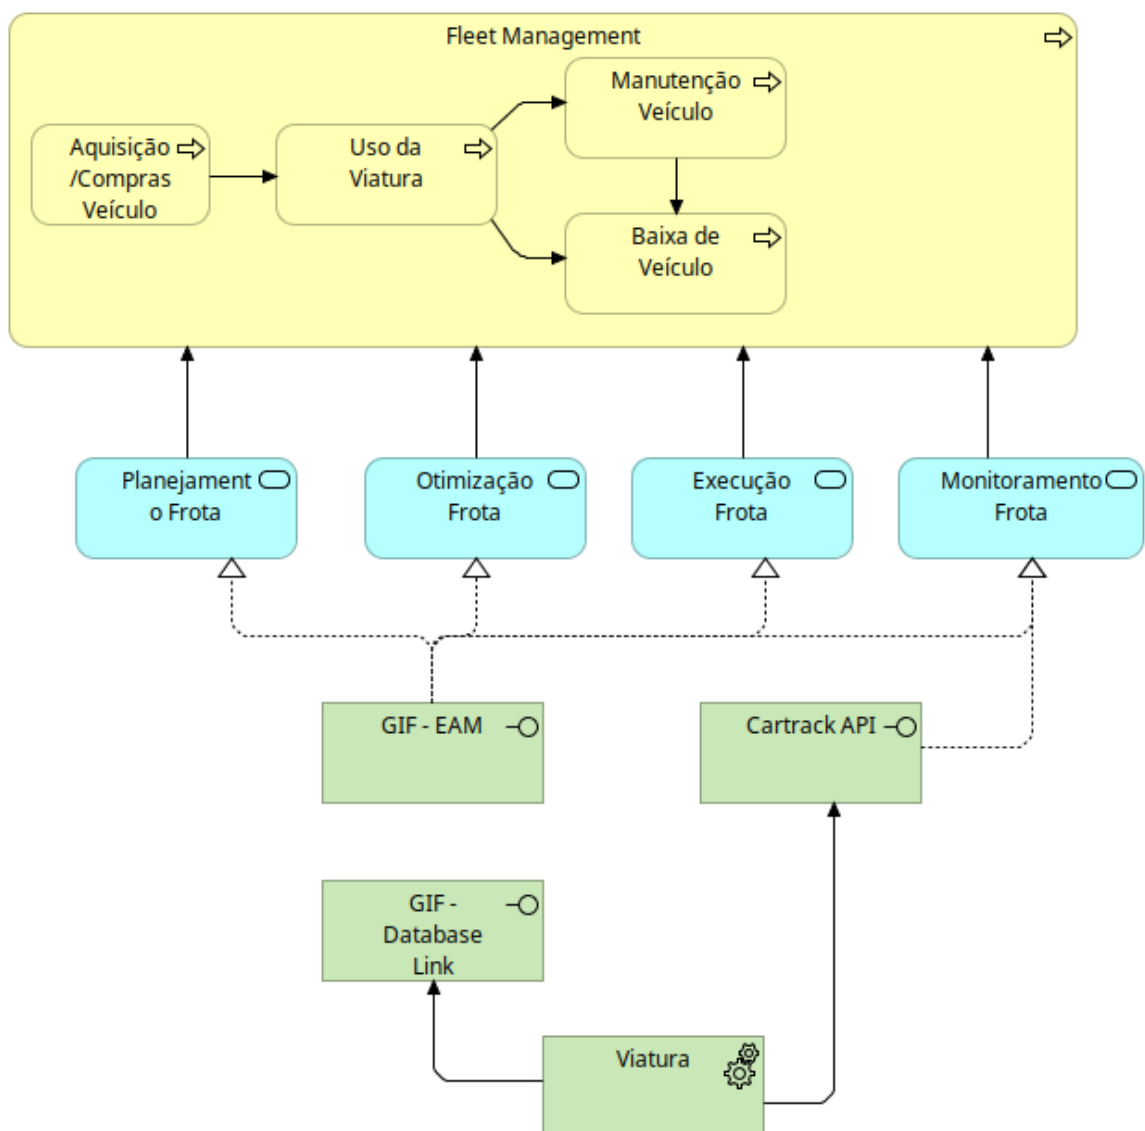 Fleet Management
Aquisição
/Compras
Veículo
Uso da
Viatura
Manutenção
Veículo
Baixa de
Veículo
Planejament
o Frota
Otimização
Frota
Execução
Frota
Monitoramento
Frota
GIF - EAM
Cartrack API
GIF -
Database
Link
Viatura